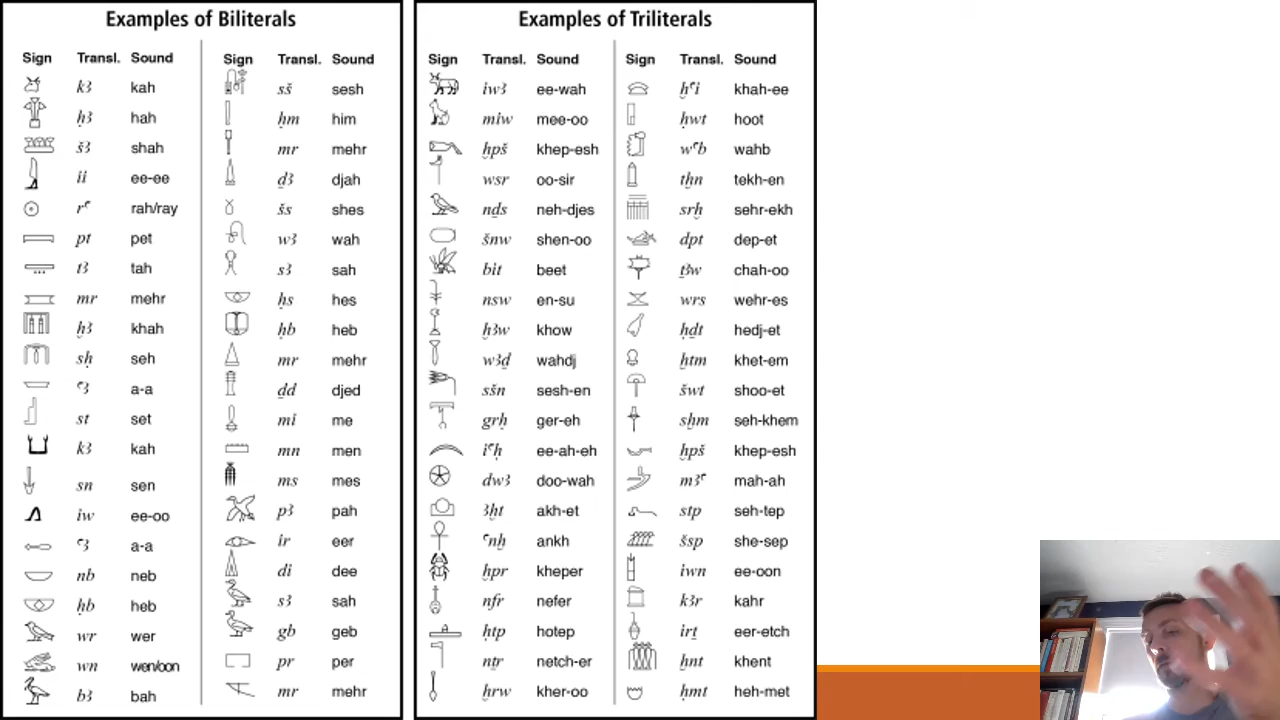 Examples of Biliterals
Sign Transl. Sound
k3 kah
ḥ3 hah
š3 shah
ii ee-ee
rꜥ rah/ray
pt pet
t3 tah
mr mehr
ḫ3 khah
sḥ seh
ꜥ3 a-a
st set
k3 kah
sn sen
iw ee-oo
ꜥ3 a-a
nb neb
ḥb heb
wr wer
wn wen/oon
b3 bah
Sign Transl. Sound
sš sesh
ḥm him
mr mehr
ḏ3 djah
šs shes
w3 wah
s3 sah
ḥs hes
ḥb heb
mr mehr
ḏd djed
mi me
mn men
ms mes
p3 pah
ir eer
di dee
s3 sah
gb geb
pr per
mr mehr
Examples of Triliterals
Sign Transl. Sound
iw3 ee-wah
miw mee-oo
ḫpš khep-esh
wsr oo-sir
nḏs neh-djes
šnw shen-oo
bit beet
nsw en-su
ḫ3w khow
w3ḏ wahdj
sšn sesh-en
grḥ ger-eh
iꜥḥ ee-ah-eh
dw3 doo-wah
3ḫt akh-et
ꜥnḫ ankh
ḫpr kheper
nfr nefer
ḥtp hotep
nṯr netch-er
ḫrw kher-oo
Sign Transl. Sound
ḫꜥi khah-ee
ḥwt hoot
wꜥb wahb
tḫn tekh-en
srḫ sehr-ekh
dpt dep-et
ṯ3w chah-oo
wrs wehr-es
ḥḏt hedj-et
ḫtm khet-em
šwt shoo-et
sḫm seh-khem
ḫpš khep-esh
m3ꜥ mah-ah
stp seh-tep
šsp she-sep
iwn ee-oon
k3r kahr
irṯ eer-etch
ḫnt khent
ḥmt heh-met